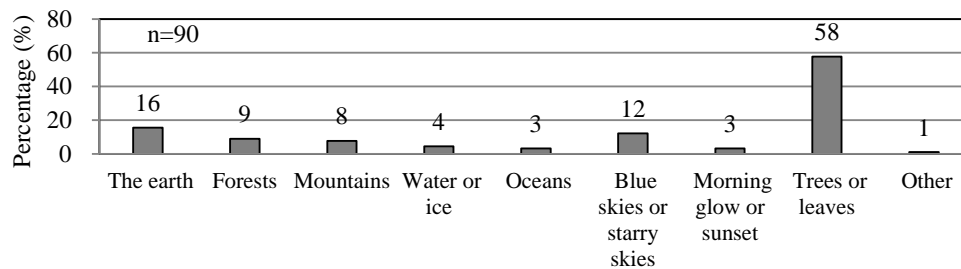 Percentage (%)
80
60
40
20
0
n=90
16
9
8
4
3
12
3
58
1
The earth
Forests
Mountains
Water or
ice
Oceans
Blue
skies or
starry
skies
Morning
glow or
sunset
Trees or
leaves
Other